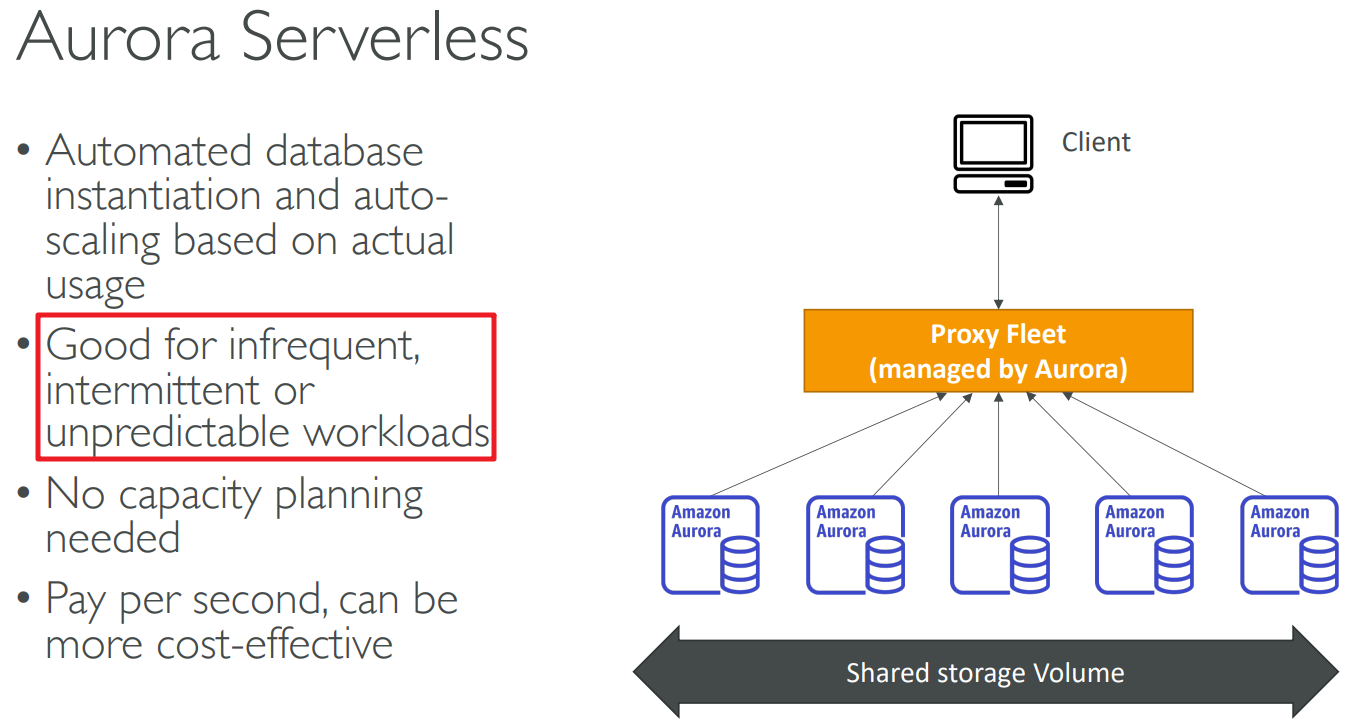 Aurora Serverless
• Automated database
instantiation and auto-
scaling based on actual
usage
• Good for infrequent,
intermittent or
unpredictable workloads
• No capacity planning
needed
• Pay per second, can be
more cost-effective
Client
Proxy Fleet
(managed by Aurora)
Amazon
Aurora
Amazon
Aurora
Amazon
Aurora
Amazon
Aurora
Amazon
Aurora
Shared storage Volume